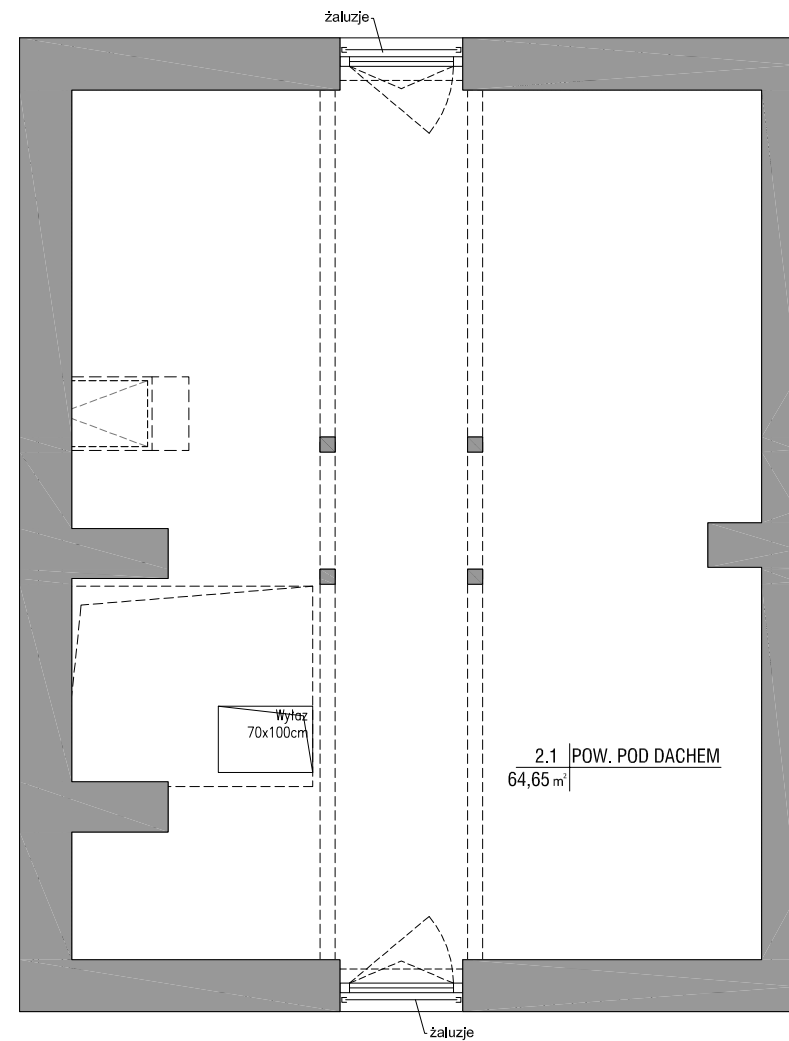 żaluzje
Wyłaz
70x100cm
2.1 POW. POD DACHEM
64,65 m²
żaluzje